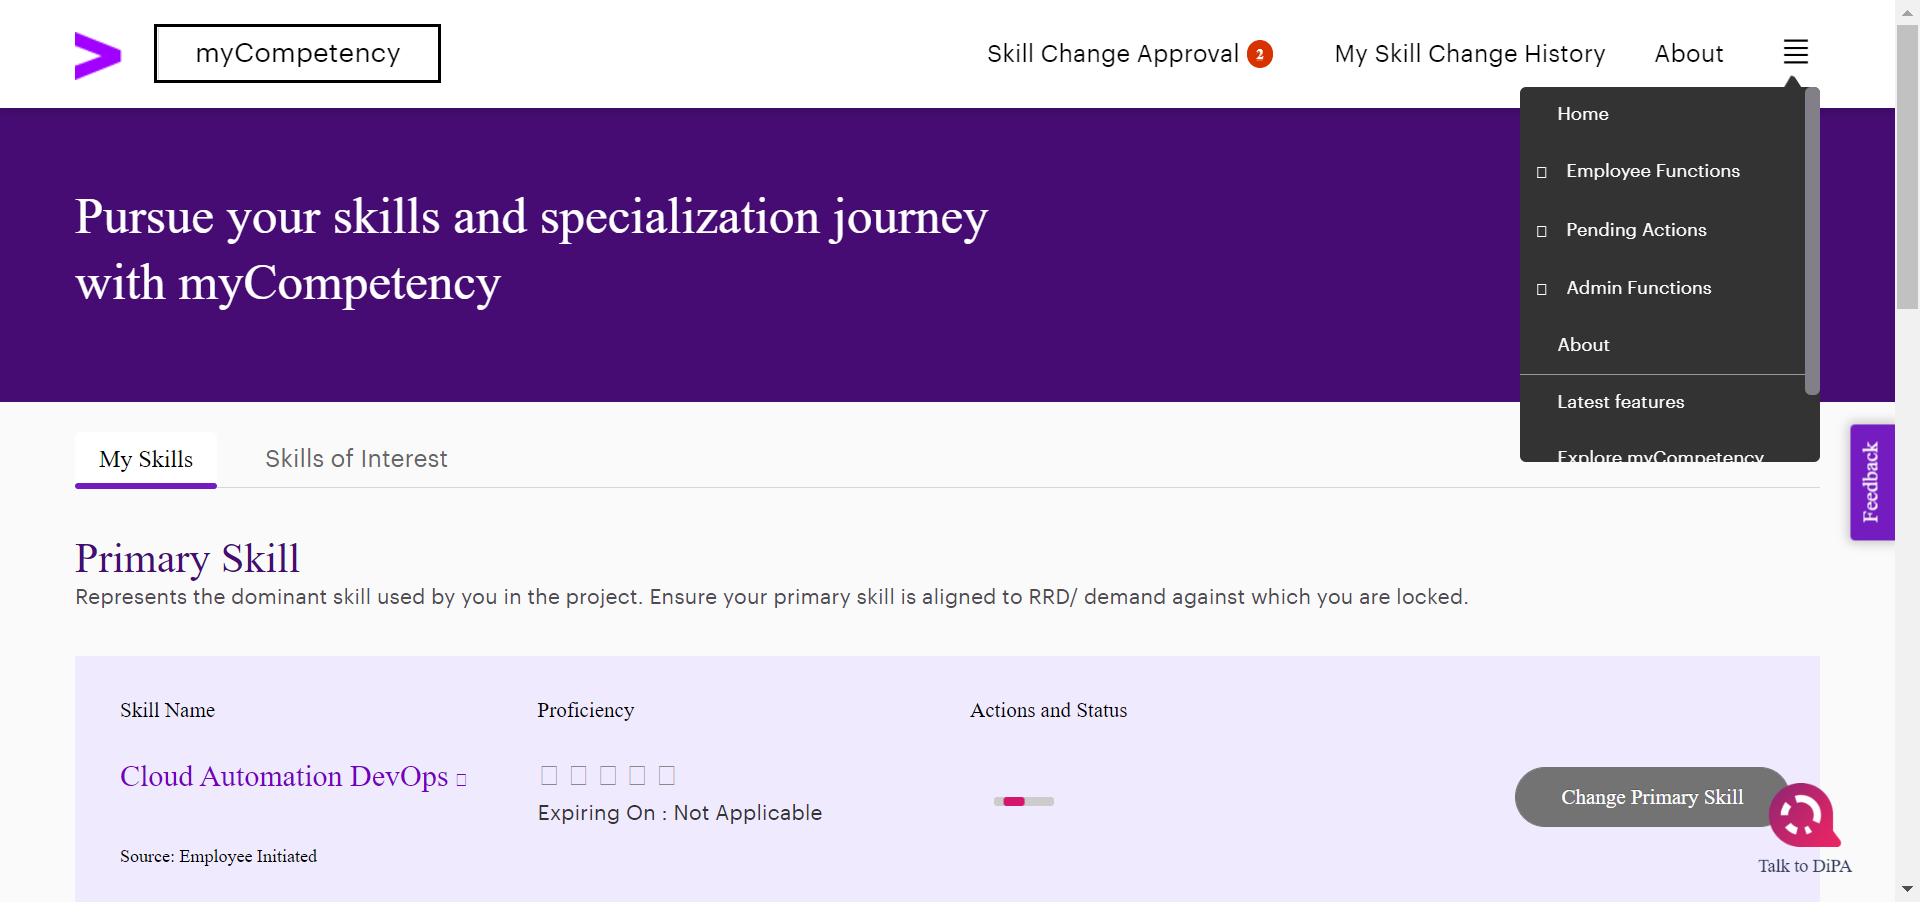 myCompetency
Skill Change Approval 2
My Skill Change History
About
Home
Employee Functions
Pending Actions
Admin Functions
About
Latest features
Explore myCompetency
Pursue your skills and specialization journey
with myCompetency
Feedback
My Skills
Skills of Interest
Primary Skill
Represents the dominant skill used by you in the project. Ensure your primary skill is aligned to RRD/ demand against which you are locked.
Skill Name
Proficiency
Actions and Status
Cloud Automation DevOps
Expiring On : Not Applicable
Change Primary Skill
Source: Employee Initiated
Talk to DiPA